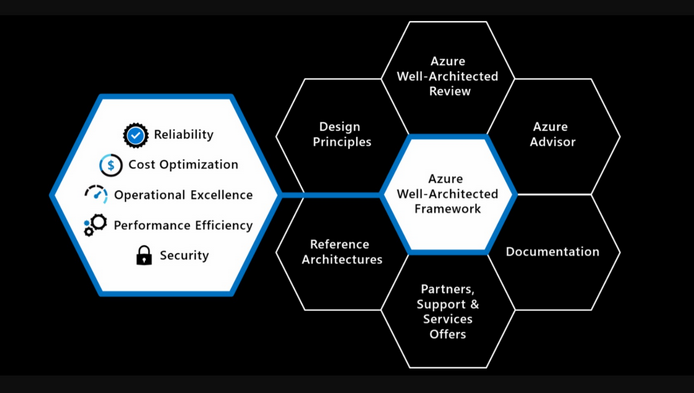 Reliability
$
Cost Optimization
Operational Excellence
Performance Efficiency
Security
Azure
Well-Architected
Review
Design
Principles
Azure
Advisor
Azure
Well-Architected
Framework
Reference
Architectures
Documentation
Partners,
Support &
Services
Offers